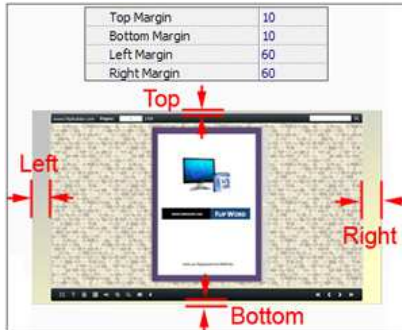 Top Margin 10
Bottom Margin 10
Left Margin 60
Right Margin 60
Top
Left
FLIP WORD
Right
Bottom